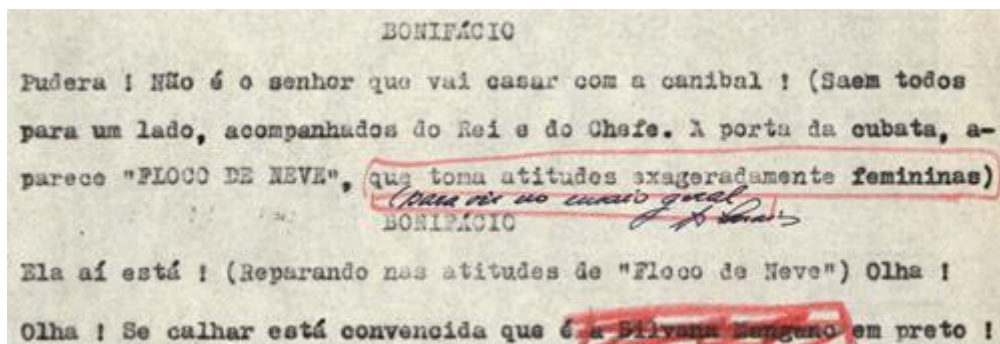 BONIFÁCIO
Pudera ! Não é o senhor que vai casar com a canibal ! (Saem todos
para um lado, acompanhados do Rei e do Chefe. À porta da cubata, a-
parece "FLOCO DE NEVE", que toma atitudes exageradamente femininas)
(para ver no ensaio geral
BONIFÁCIO
Ela aí está ! (Reparando nas atitudes de "Floco de Neve") Olha !
Olha ! Se calhar está convencida que é a Silvana Mangano em preto !